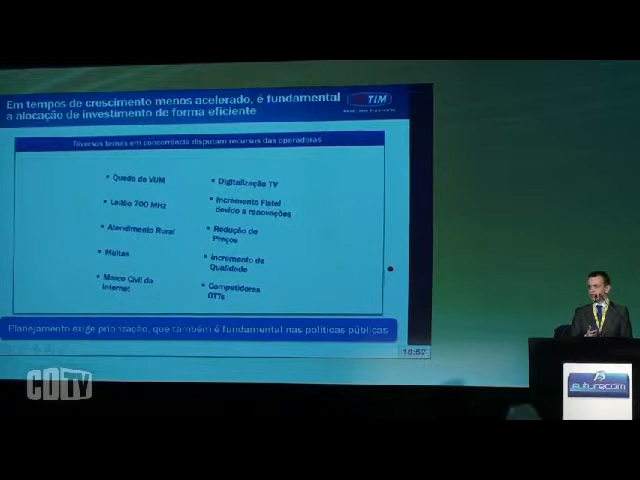 Em tempos de crescimento menos acelerado, é fundamental
a alocação de investimento de forma eficiente
TIM
Diversos temas em concorrência disputam recursos das operadoras
• Queda da VUM
• Leilão 700 MHz
• Atendimento Rural
• Multas
• Marco Civil da
Internet
• Digitalização TV
• Incremento Fistel
devido a renovações
• Redução de
Preços
• Incremento da
Qualidade
• Competidores
OTTs
Planejamento exige priorização, que também é fundamental nas políticas públicas
18:57
CDTV
15
futurecom